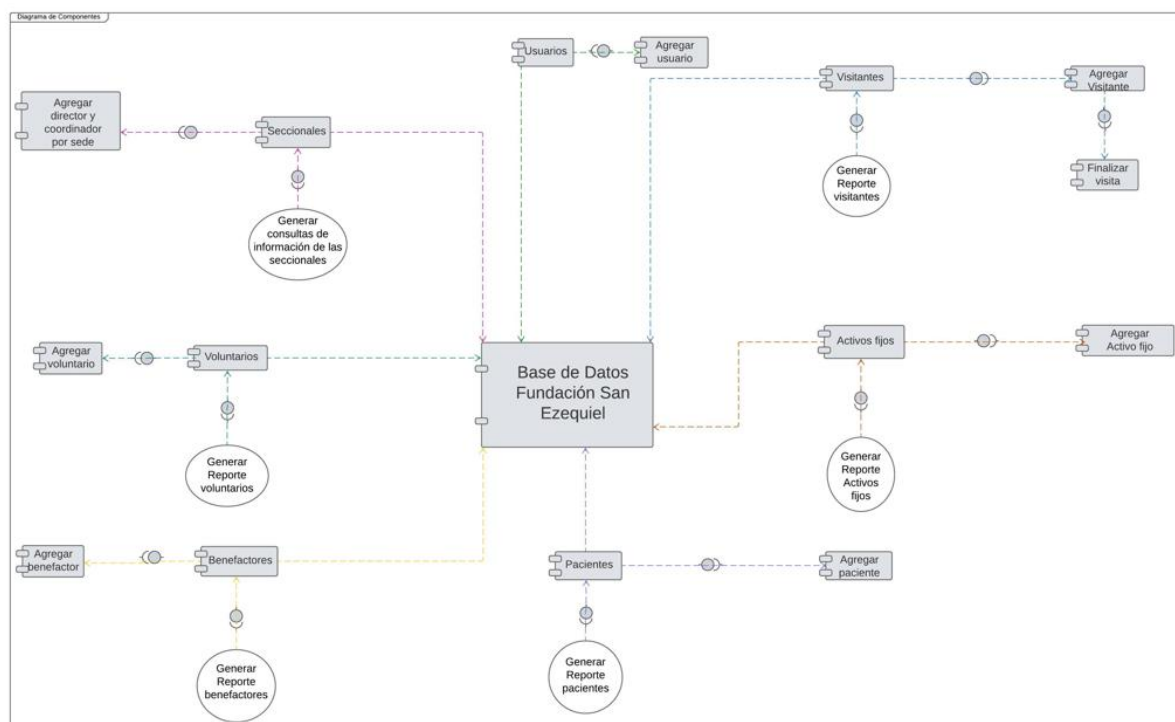 Diagrama de Componentes
Usuarios
Agregar
usuario
Visitantes
Agregar
Visitante
Agregar
director y
coordinador
por sede
Seccionales
Finalizar
visita
Generar
Reporte
visitantes
Generar
consultas de
información de las
seccionales
Agregar
voluntario
Voluntarios
Base de Datos
Fundación San
Ezequiel
Activos fijos
Agregar
Activo fijo
Generar
Reporte
voluntarios
Generar
Reporte
Activos
fijos
Agregar
benefactor
Benefactores
Pacientes
Agregar
paciente
Generar
Reporte
benefactores
Generar
Reporte
pacientes